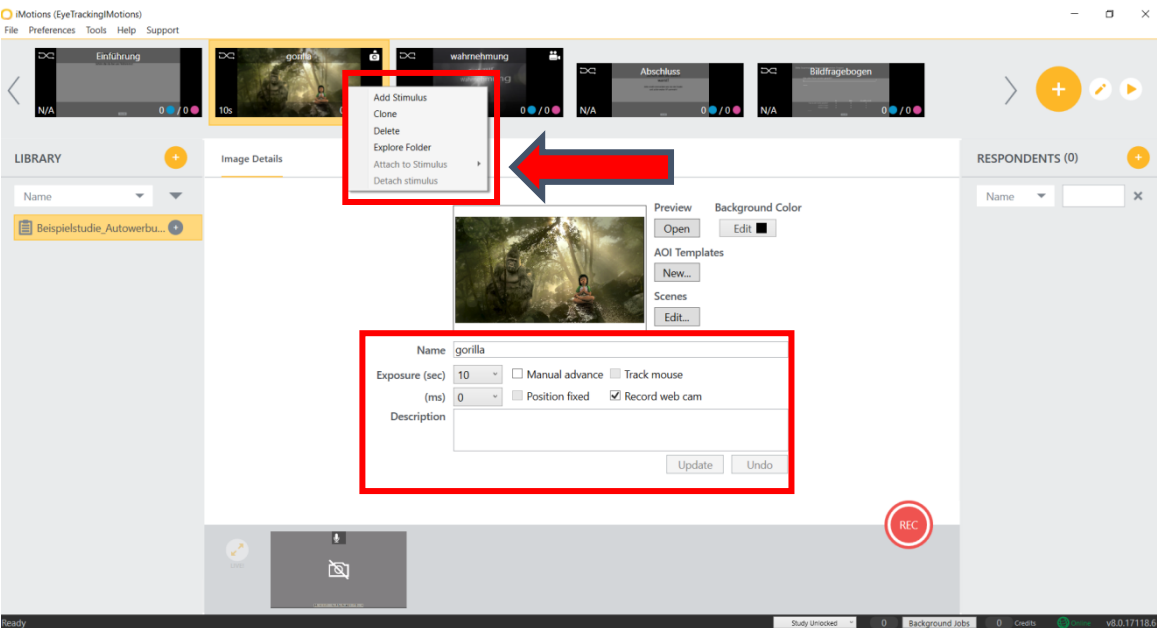 iMotions (EyeTrackingIMotions)
File Preferences Tools Help Support
Einführung
N/A 0 / 0
gorilla
10s
wahrnehmung
0 / 0
Abschluss
N/A 0 / 0
Bildfragebogen
N/A 0 / 0
Add Stimulus
Clone
Delete
Explore Folder
Attach to Stimulus
Detach stimulus
LIBRARY
Name
Beispielstudie_Autowerbu...
Image Details
RESPONDENTS (0)
Name
Preview Background Color
Open Edit
AOI Templates
New...
Scenes
Edit...
Name gorilla
Exposure (sec) 10 Manual advance Track mouse
(ms) 0 Position fixed Record web cam
Description
Update Undo
REC
Ready
Study Unlocked 0 Background Jobs 0 Credits Online v8.0.17118.6